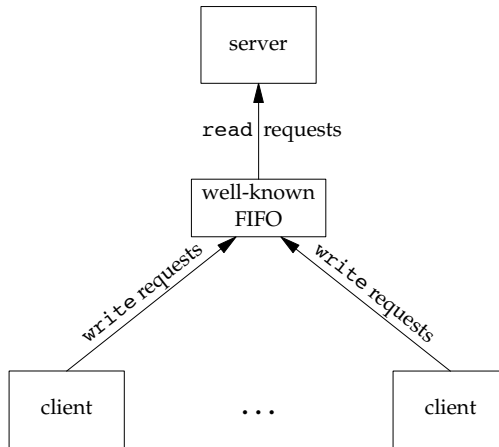 server
read requests
well-known
FIFO
write requests
write requests
client
...
client